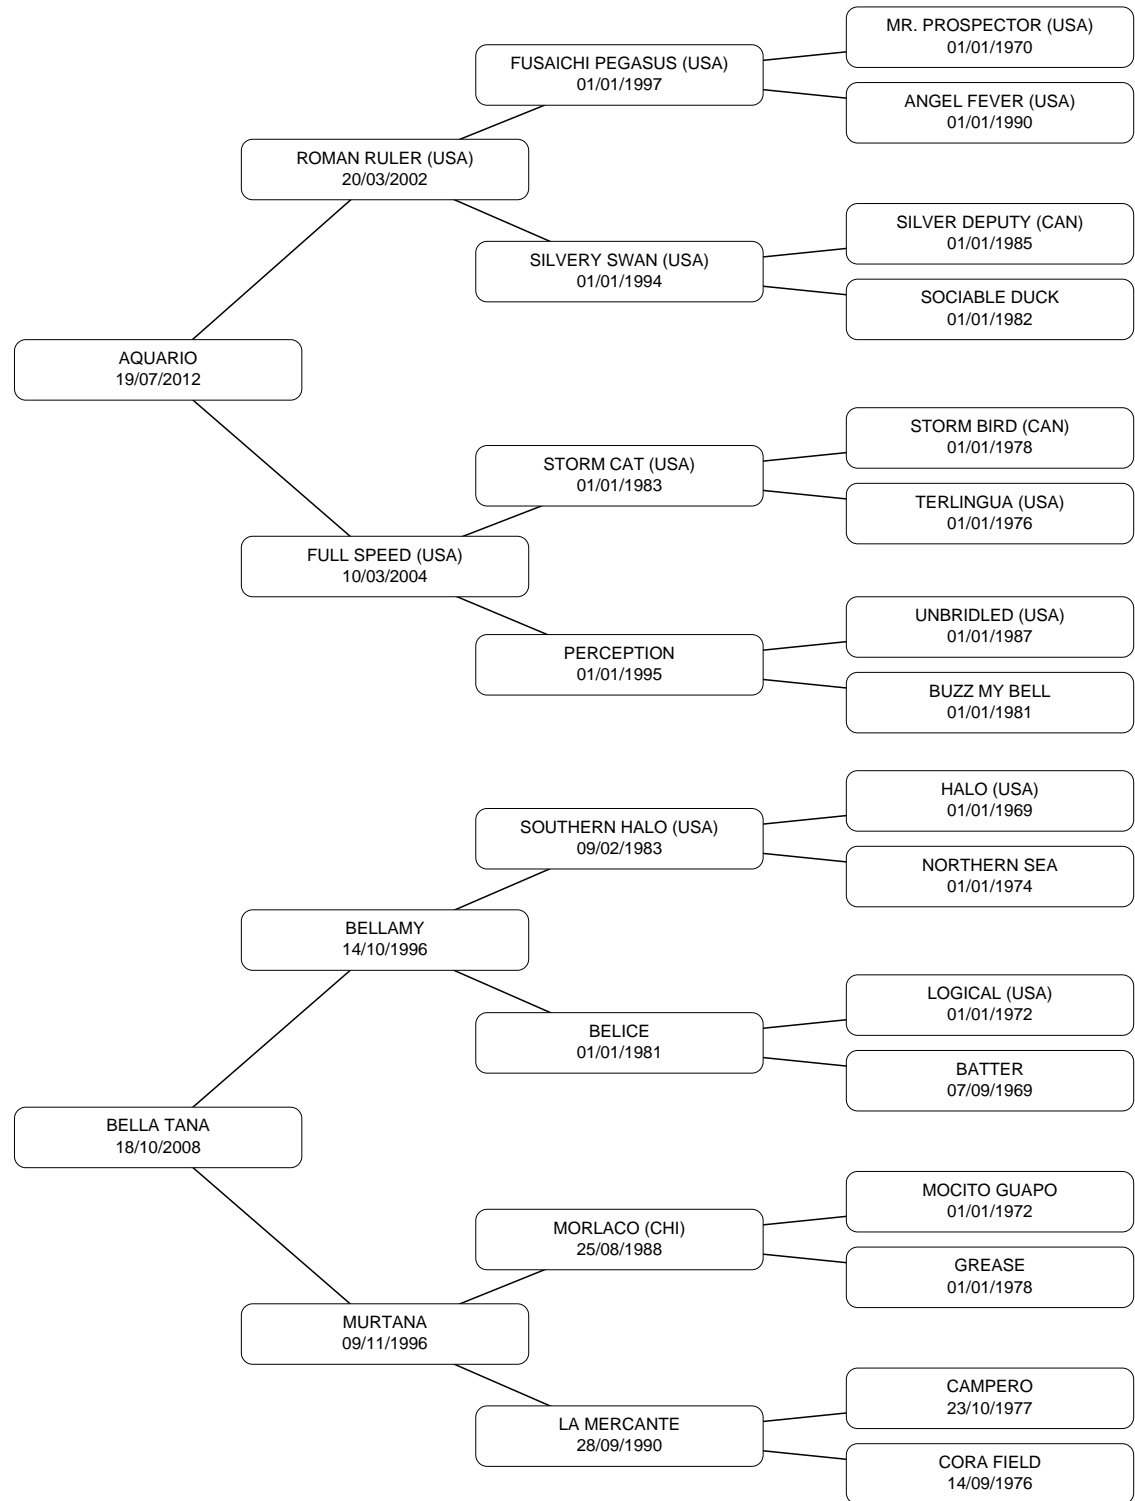 MR. PROSPECTOR (USA)
01/01/1970
FUSAICHI PEGASUS (USA)
01/01/1997
ANGEL FEVER (USA)
01/01/1990
ROMAN RULER (USA)
20/03/2002
SILVER DEPUTY (CAN)
01/01/1985
SILVERY SWAN (USA)
01/01/1994
SOCIABLE DUCK
01/01/1982
AQUARIO
19/07/2012
STORM BIRD (CAN)
01/01/1978
STORM CAT (USA)
01/01/1983
TERLINGUA (USA)
01/01/1976
FULL SPEED (USA)
10/03/2004
UNBRIDLED (USA)
01/01/1987
PERCEPTION
01/01/1995
BUZZ MY BELL
01/01/1981
HALO (USA)
01/01/1969
SOUTHERN HALO (USA)
09/02/1983
NORTHERN SEA
01/01/1974
BELLAMY
14/10/1996
LOGICAL (USA)
01/01/1972
BELICE
01/01/1981
BATTER
07/09/1969
BELLA TANA
18/10/2008
MOCITO GUAPO
01/01/1972
MORLACO (CHI)
25/08/1988
GREASE
01/01/1978
MURTANA
09/11/1996
CAMPERO
23/10/1977
LA MERCANTE
28/09/1990
CORA FIELD
14/09/1976